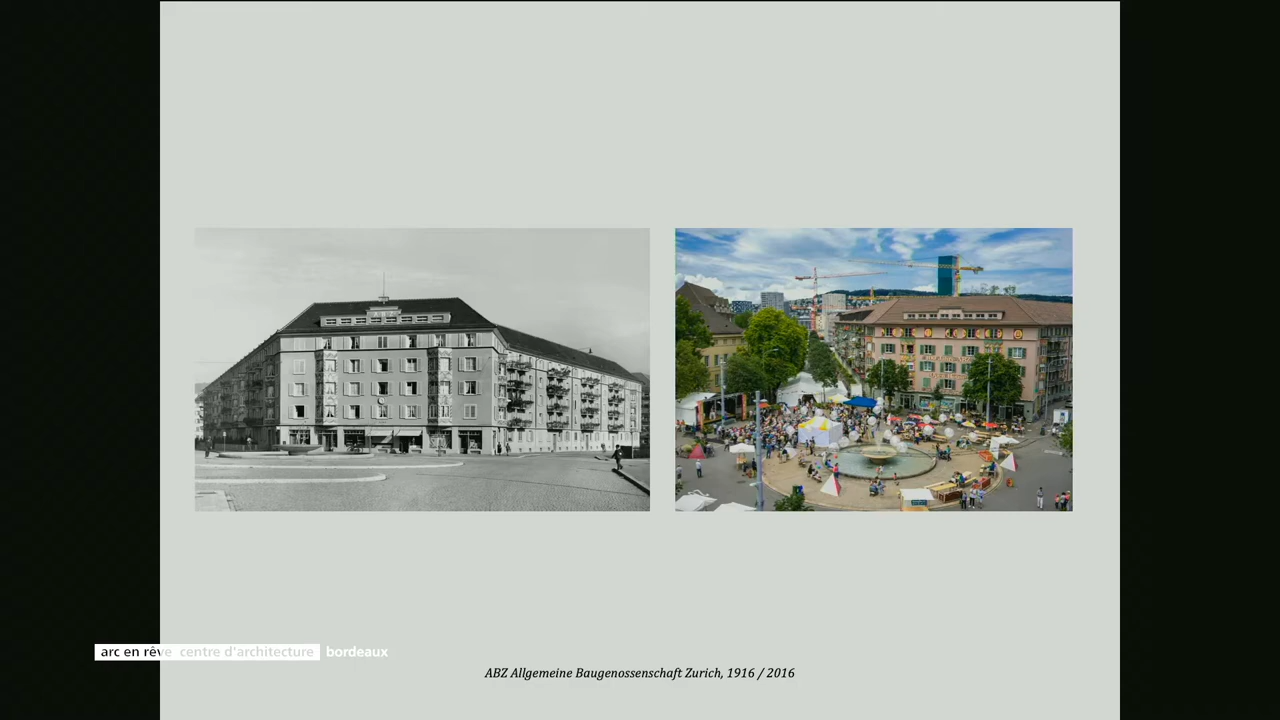 arc en rêve centre d'architecture bordeaux
ABZ Allgemeine Baugenossenschaft Zurich, 1916 / 2016